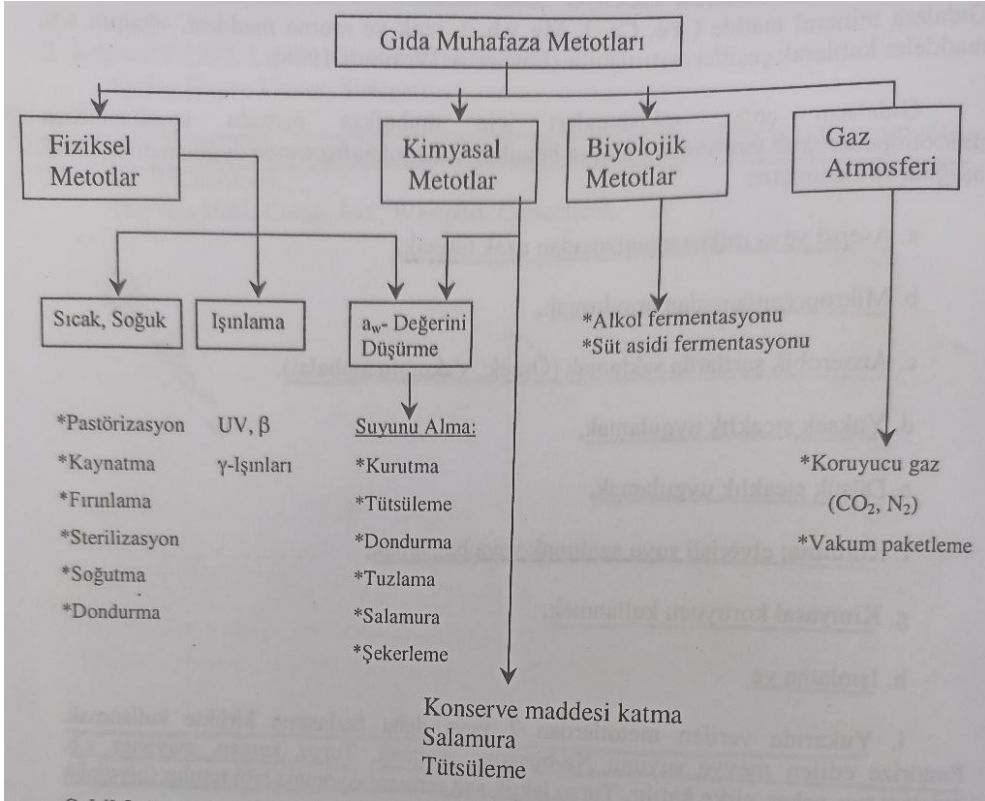 Gıda Muhafaza Metotları
Fiziksel
Metotlar
Kimyasal
Metotlar
Biyolojik
Metotlar
Gaz
Atmosferi
Sıcak, Soğuk
Işınlama
a_w- Değerini
Düşürme
*Alkol fermentasyonu
*Süt asidi fermentasyonu
*Pastörizasyon
*Kaynatma
*Fırınlama
*Sterilizasyon
*Soğutma
*Dondurma
UV, β
γ-Işınları
Suyunu Alma:
*Kurutma
*Tütsüleme
*Dondurma
*Tuzlama
*Salamura
*Şekerleme
*Koruyucu gaz
(CO₂, N₂)
*Vakum paketleme
Konserve maddesi katma
Salamura
Tütsüleme